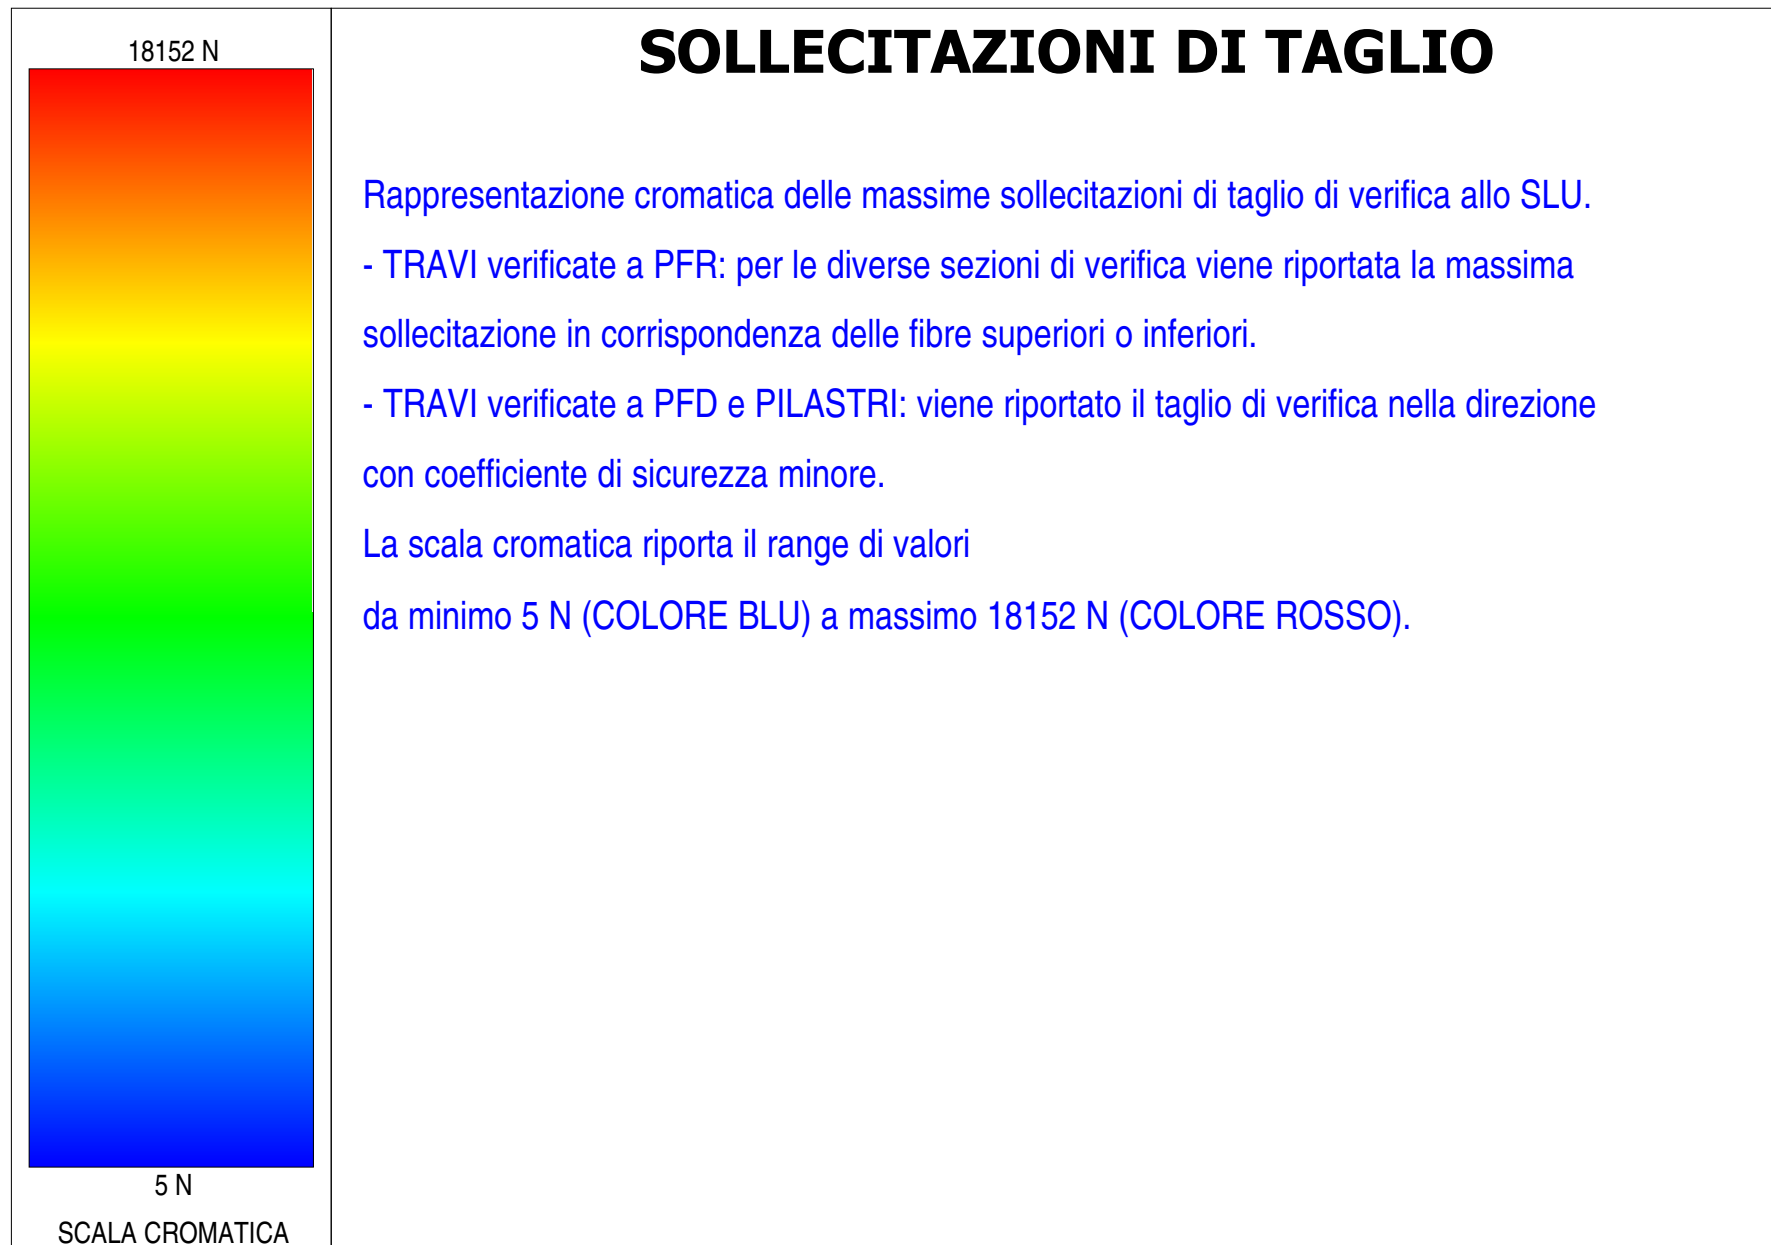 18152 N
SOLLECITAZIONI DI TAGLIO
Rappresentazione cromatica delle massime sollecitazioni di taglio di verifica allo SLU.
- TRAVI verificate a PFR: per le diverse sezioni di verifica viene riportata la massima
sollecitazione in corrispondenza delle fibre superiori o inferiori.
- TRAVI verificate a PFD e PILASTRI: viene riportato il taglio di verifica nella direzione
con coefficiente di sicurezza minore.
La scala cromatica riporta il range di valori
da minimo 5 N (COLORE BLU) a massimo 18152 N (COLORE ROSSO).
5 N
SCALA CROMATICA